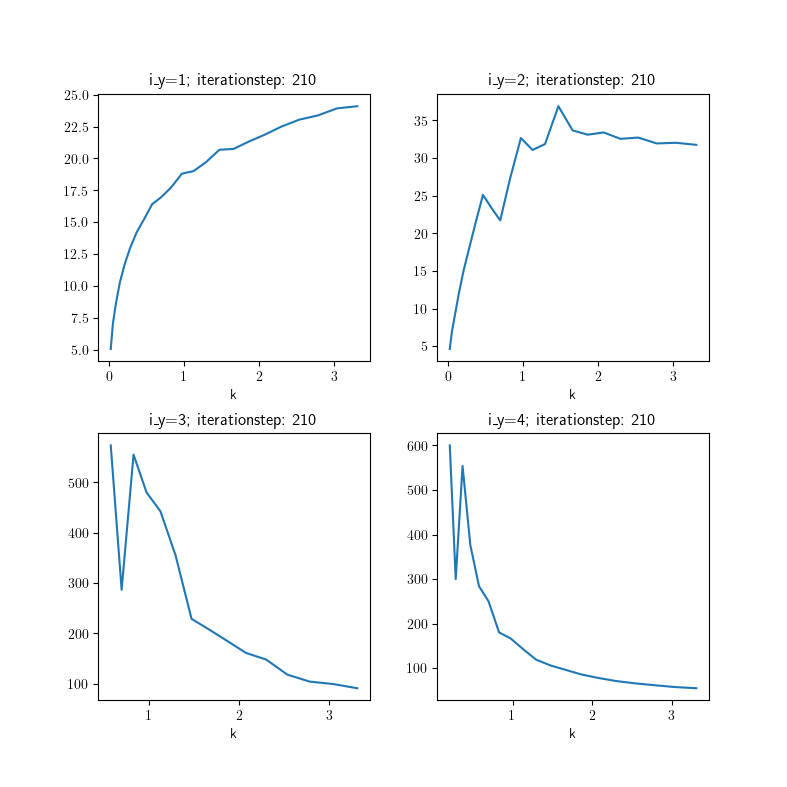 i_y=1; iterationstep: 210
25.0
22.5
20.0
17.5
15.0
12.5
10.0
7.5
5.0
0 1 2 3
k
i_y=2; iterationstep: 210
35
30
25
20
15
10
5
0 1 2 3
k
i_y=3; iterationstep: 210
500
400
300
200
100
1 2 3
k
i_y=4; iterationstep: 210
600
500
400
300
200
100
1 2 3
k